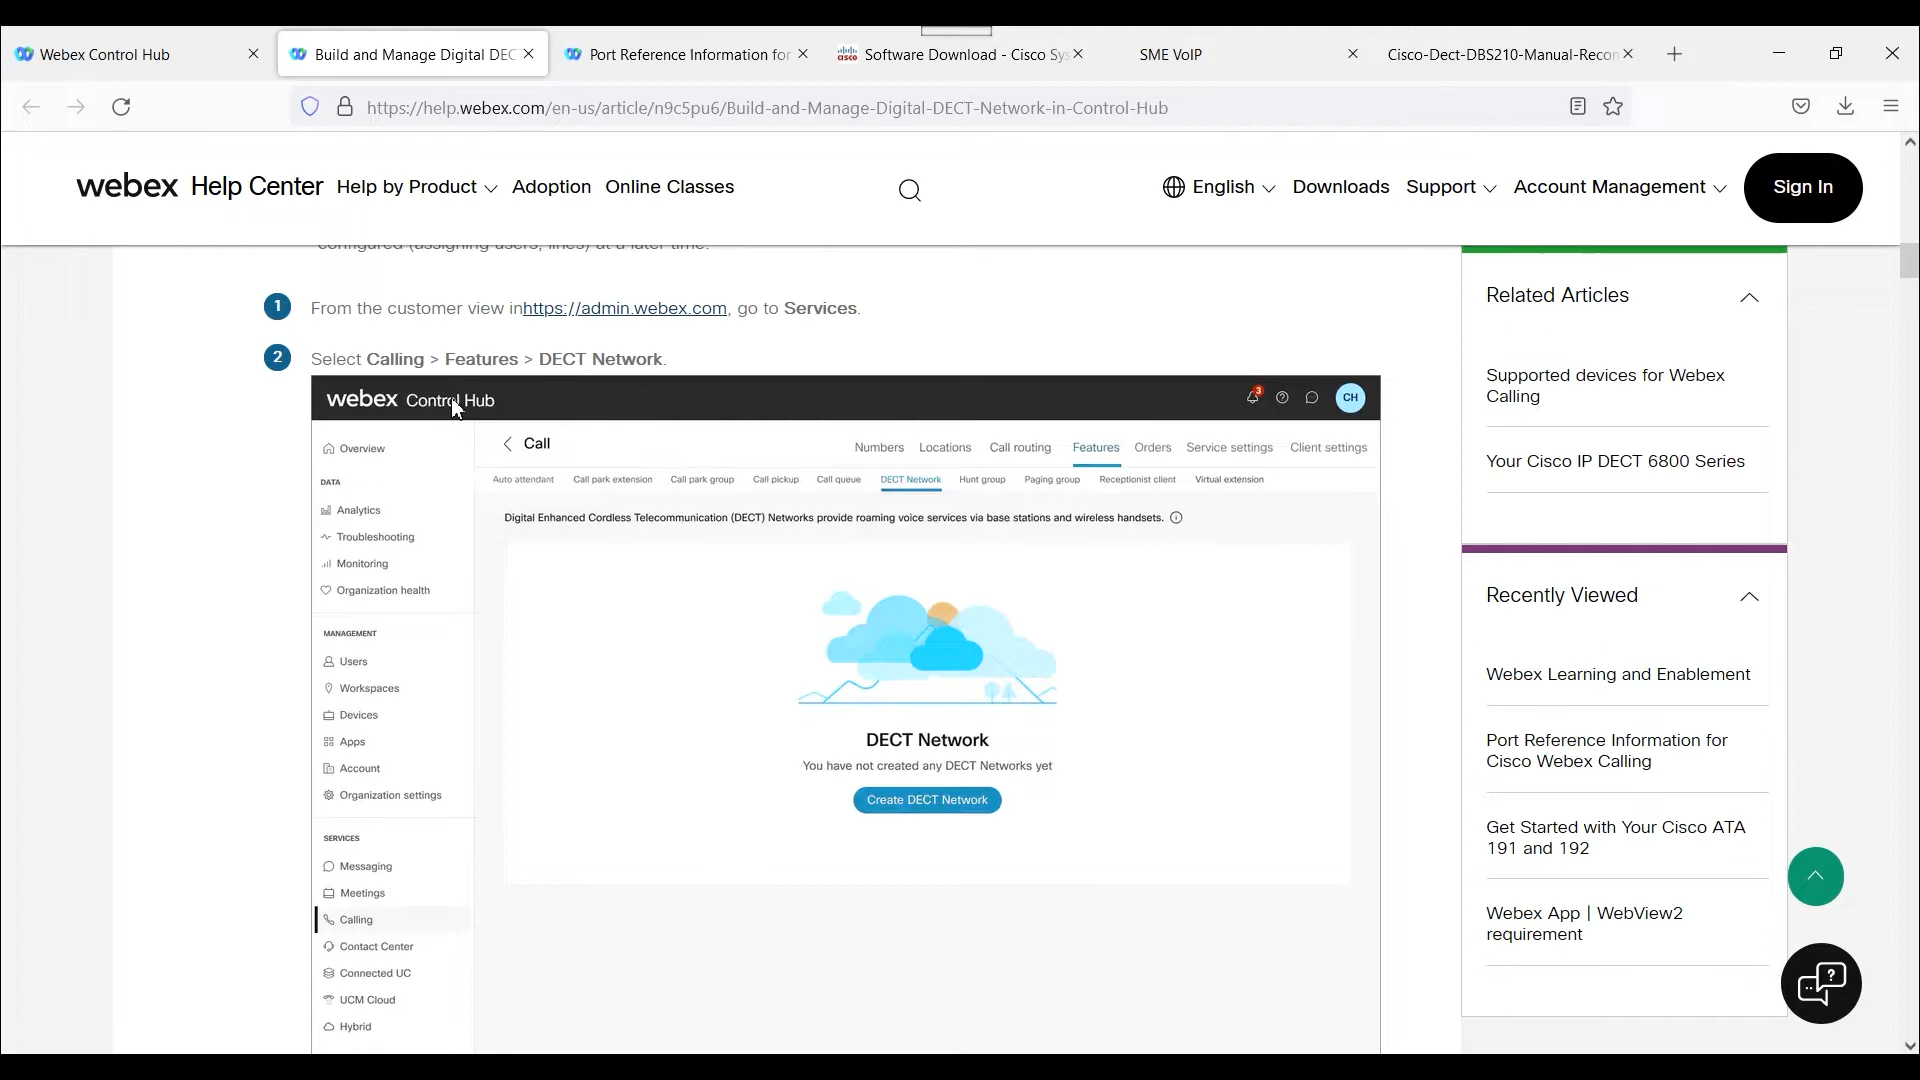 Webex Control Hub
Build and Manage Digital DEC
Port Reference Information for
Software Download - Cisco Sys
SME VoIP
Cisco-Dect-DBS210-Manual-Recon
https://help.webex.com/en-us/article/n9c5pu6/Build-and-Manage-Digital-DECT-Network-in-Control-Hub
webex Help Center Help by Product Adoption Online Classes
English Downloads Support Account Management Sign In
configured (assigning users, lines) at a later time.
1 From the customer view inhttps://admin.webex.com, go to Services.
2 Select Calling > Features > DECT Network.
webex Control Hub
3
CH
Overview
DATA
Analytics
Troubleshooting
Monitoring
Organization health
MANAGEMENT
Users
Workspaces
Devices
Apps
Account
Organization settings
SERVICES
Messaging
Meetings
Calling
Contact Center
Connected UC
UCM Cloud
Hybrid
Call
Numbers Locations Call routing Features Orders Service settings Client settings
Auto attendant Call park extension Call park group Call pickup Call queue DECT Network Hunt group Paging group Receptionist client Virtual extension
Digital Enhanced Cordless Telecommunication (DECT) Networks provide roaming voice services via base stations and wireless handsets.
DECT Network
You have not created any DECT Networks yet
Create DECT Network
Related Articles
Supported devices for Webex
Calling
Your Cisco IP DECT 6800 Series
Recently Viewed
Webex Learning and Enablement
Port Reference Information for
Cisco Webex Calling
Get Started with Your Cisco ATA
191 and 192
Webex App | WebView2
requirement